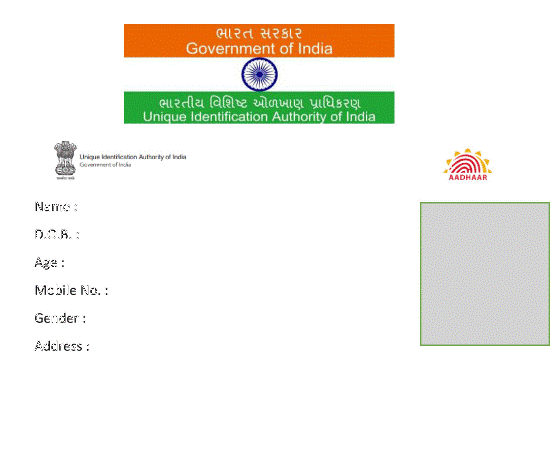 ભારત સરકાર
Government of India
ભારતીય વિશિષ્ટ ઓળખાણ પ્રાધિકરણ
Unique Identification Authority of India
Unique Identification Authority of India
Government of India
AADHAAR
Name :
D.O.B. :
Age :
Mobile No. :
Gender :
Address :